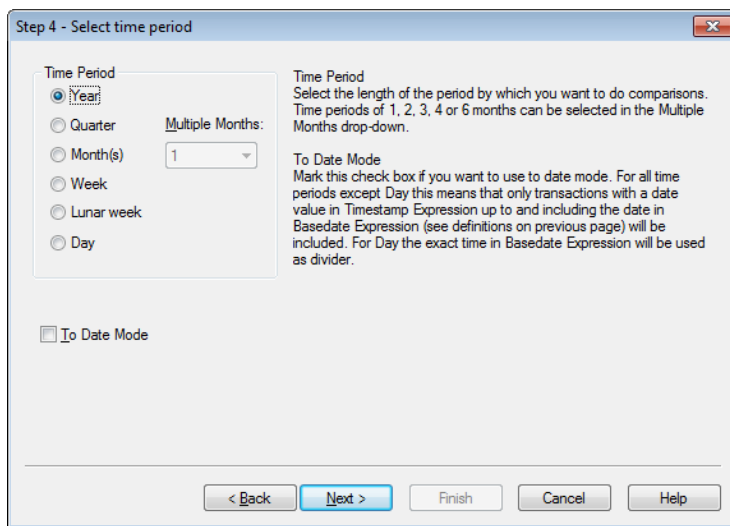 Step 4 - Select time period
Time Period
Year
Quarter
Multiple Months:
Month(s)
1
Week
Lunar week
Day
To Date Mode
Time Period
Select the length of the period by which you want to do comparisons.
Time periods of 1, 2, 3, 4 or 6 months can be selected in the Multiple
Months drop-down.
To Date Mode
Mark this check box if you want to use to date mode. For all time
periods except Day this means that only transactions with a date
value in Timestamp Expression up to and including the date in
Basedate Expression (see definitions on previous page) will be
included. For Day the exact time in Basedate Expression will be used
as divider.
< Back
Next >
Finish
Cancel
Help